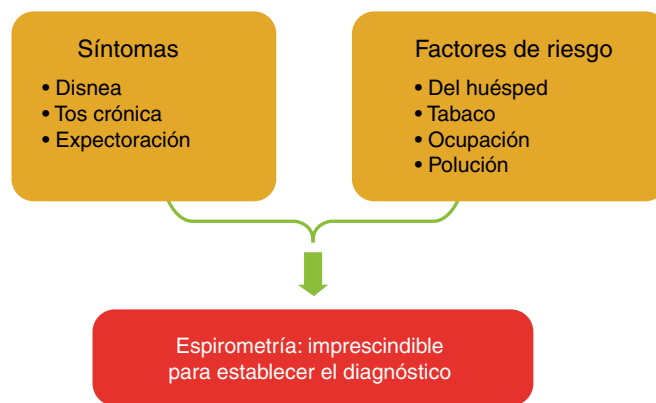 Síntomas
• Disnea
• Tos crónica
• Expectoración
Factores de riesgo
• Del huésped
• Tabaco
• Ocupación
• Polución
Espirometría: imprescindible
para establecer el diagnóstico